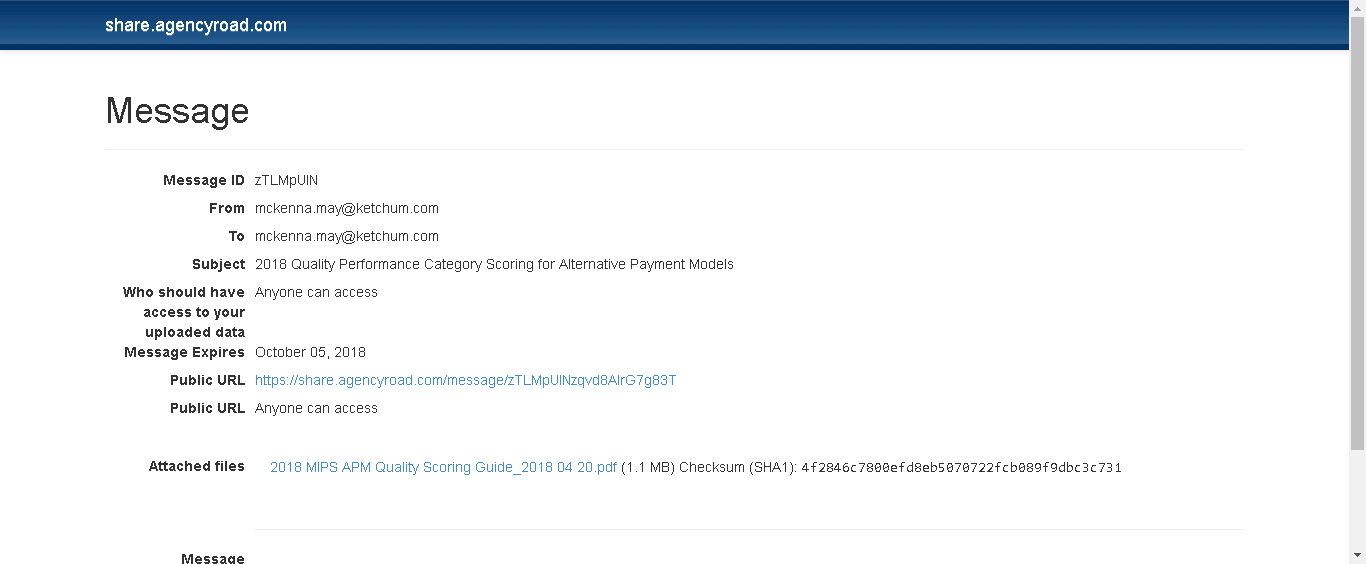 share.agencyroad.com
Message
Message ID zTLMpUIN
From mckenna.may@ketchum.com
To mckenna.may@ketchum.com
Subject 2018 Quality Performance Category Scoring for Alternative Payment Models
Who should have Anyone can access
access to your
uploaded data
Message Expires October 05, 2018
Public URL https://share.agencyroad.com/message/zTLMpUINzqvd8AlrG7g83T
Public URL Anyone can access
Attached files 2018 MIPS APM Quality Scoring Guide_2018 04 20.pdf (1.1 MB) Checksum (SHA1): 4f2846c7800efd8eb5070722fcb089f9dbc3c731
Message